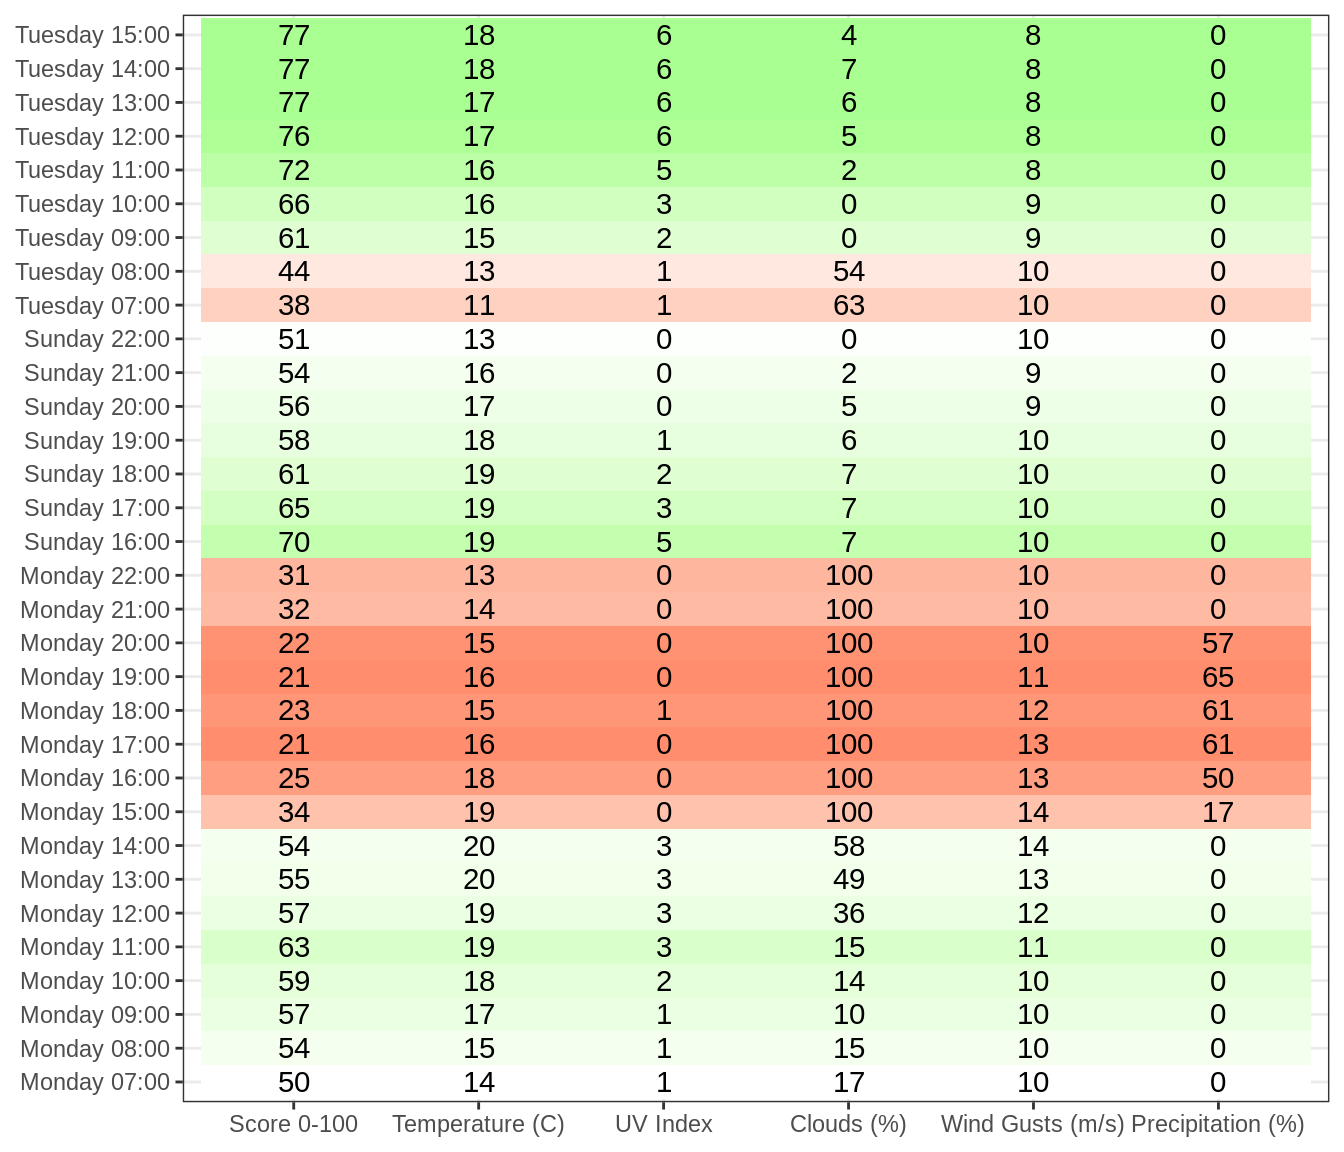 Tuesday 15:00 77 18 6 4 8 0
Tuesday 14:00 77 18 6 7 8 0
Tuesday 13:00 77 17 6 6 8 0
Tuesday 12:00 76 17 6 5 8 0
Tuesday 11:00 72 16 5 2 8 0
Tuesday 10:00 66 16 3 0 9 0
Tuesday 09:00 61 15 2 0 9 0
Tuesday 08:00 44 13 1 54 10 0
Tuesday 07:00 38 11 1 63 10 0
Sunday 22:00 51 13 0 0 10 0
Sunday 21:00 54 16 0 2 9 0
Sunday 20:00 56 17 0 5 9 0
Sunday 19:00 58 18 1 6 10 0
Sunday 18:00 61 19 2 7 10 0
Sunday 17:00 65 19 3 7 10 0
Sunday 16:00 70 19 5 7 10 0
Monday 22:00 31 13 0 100 10 0
Monday 21:00 32 14 0 100 10 0
Monday 20:00 22 15 0 100 10 57
Monday 19:00 21 16 0 100 11 65
Monday 18:00 23 15 1 100 12 61
Monday 17:00 21 16 0 100 13 61
Monday 16:00 25 18 0 100 13 50
Monday 15:00 34 19 0 100 14 17
Monday 14:00 54 20 3 58 14 0
Monday 13:00 55 20 3 49 13 0
Monday 12:00 57 19 3 36 12 0
Monday 11:00 63 19 3 15 11 0
Monday 10:00 59 18 2 14 10 0
Monday 09:00 57 17 1 10 10 0
Monday 08:00 54 15 1 15 10 0
Monday 07:00 50 14 1 17 10 0
Score 0-100 Temperature (C) UV Index Clouds (%) Wind Gusts (m/s) Precipitation (%)